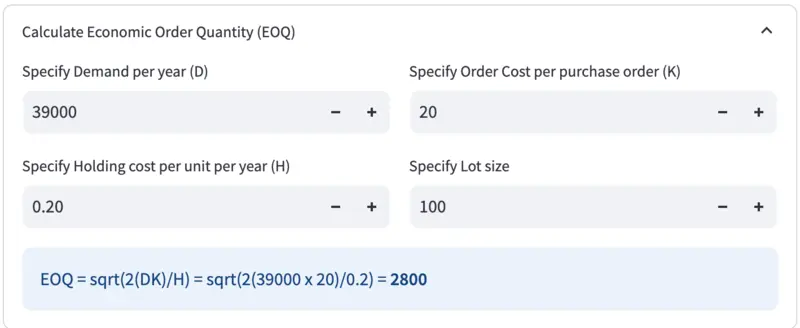 Calculate Economic Order Quantity (EOQ)
Specify Demand per year (D)
Specify Order Cost per purchase order (K)
39000 − +
20 − +
Specify Holding cost per unit per year (H)
Specify Lot size
0.20 − +
100 − +
EOQ = sqrt(2(DK)/H) = sqrt(2(39000 x 20)/0.2) = 2800